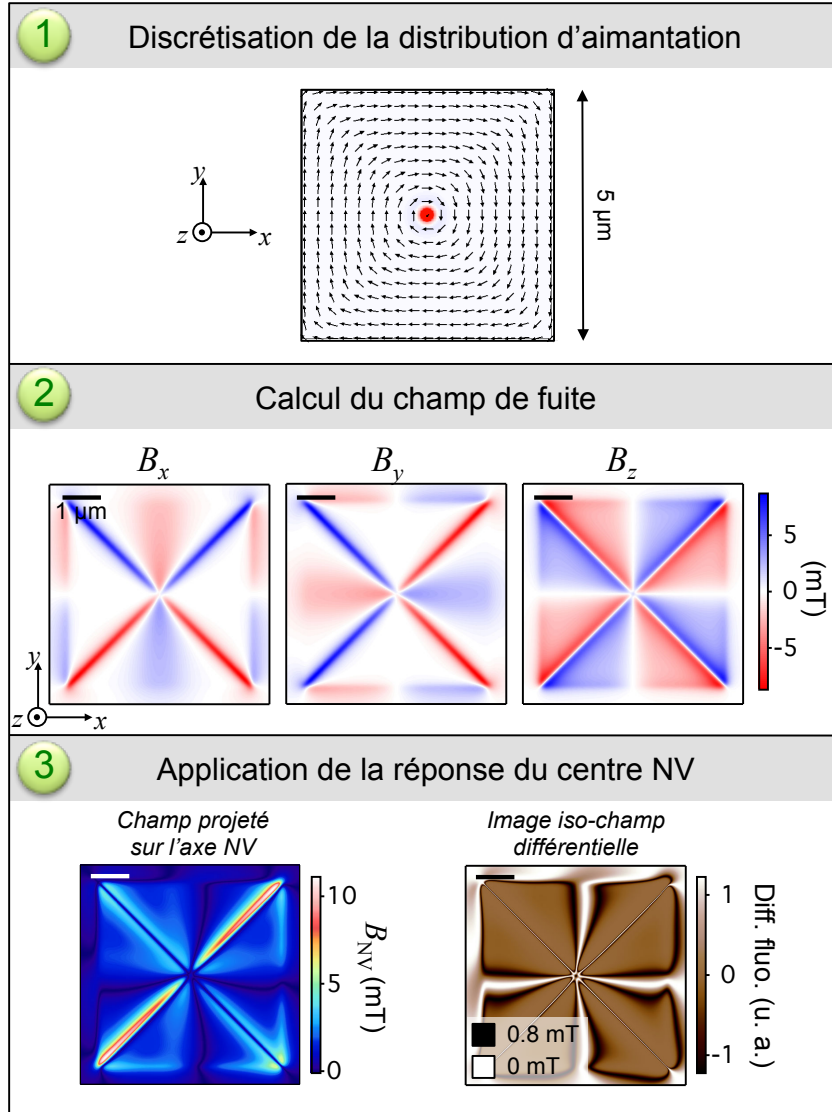 1 Discrétisation de la distribution d’aimantation
y
z x
5 µm
2 Calcul du champ de fuite
Bx By Bz
1 µm
5
0
-5
(mT)
y
z x
3 Application de la réponse du centre NV
Champ projeté
sur l’axe NV
Image iso-champ
différentielle
10
5
0
BNV (mT)
0.8 mT
0 mT
1
0
-1
Diff. fluo. (u. a.)